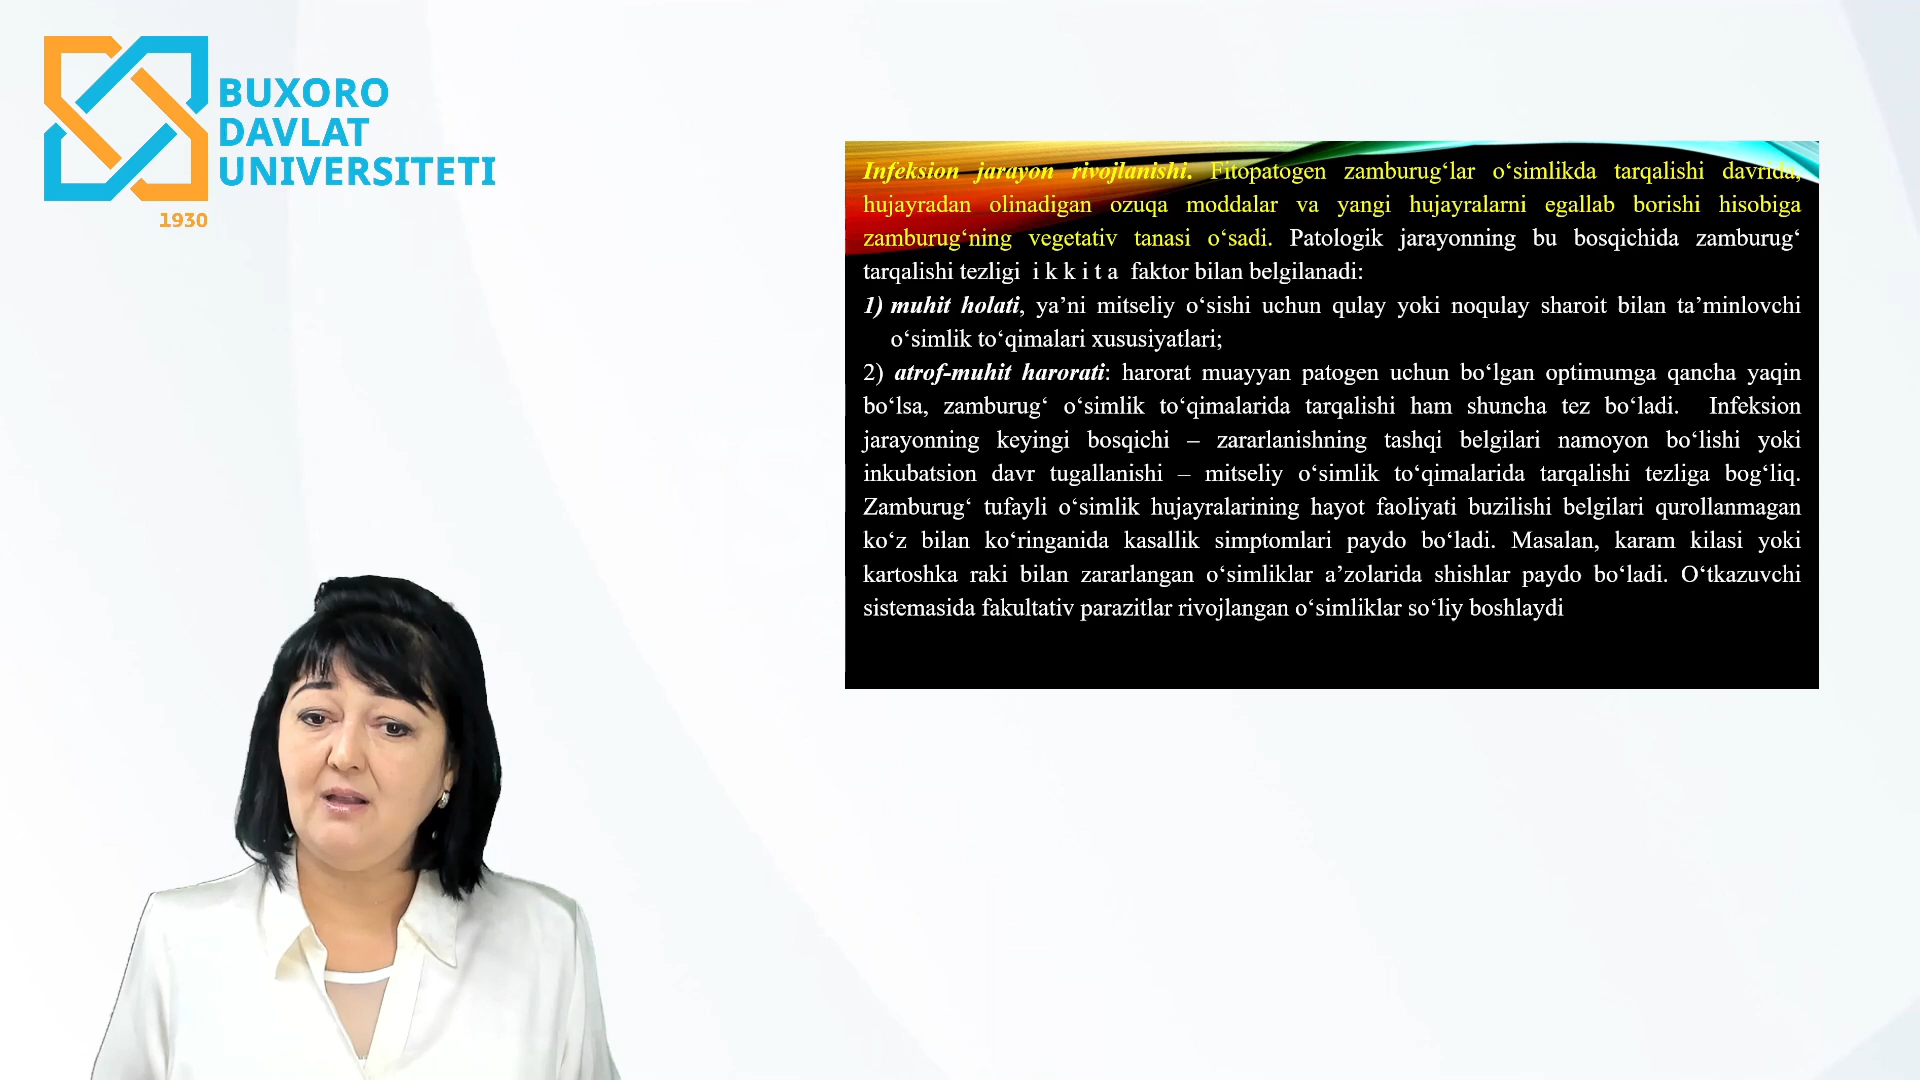 BUXORO
DAVLAT
UNIVERSITETI
1930
Infeksion jarayon rivojlanishi. Fitopatogen zamburug‘lar o‘simlikda tarqalishi davrida,
hujayradan olinadigan ozuqa moddalar va yangi hujayralarni egallab borishi hisobiga
zamburug‘ning vegetativ tanasi o‘sadi. Patologik jarayonning bu bosqichida zamburug‘
tarqalishi tezligi i k k i t a faktor bilan belgilanadi:
1) muhit holati, ya’ni mitseliy o‘sishi uchun qulay yoki noqulay sharoit bilan ta’minlovchi
o‘simlik to‘qimalari xususiyatlari;
2) atrof-muhit harorati: harorat muayyan patogen uchun bo‘lgan optimumga qancha yaqin
bo‘lsa, zamburug‘ o‘simlik to‘qimalarida tarqalishi ham shuncha tez bo‘ladi. Infeksion
jarayonning keyingi bosqichi – zararlanishning tashqi belgilari namoyon bo‘lishi yoki
inkubatsion davr tugallanishi – mitseliy o‘simlik to‘qimalarida tarqalishi tezliga bog‘liq.
Zamburug‘ tufayli o‘simlik hujayralarining hayot faoliyati buzilishi belgilari qurollanmagan
ko‘z bilan ko‘ringanida kasallik simptomlari paydo bo‘ladi. Masalan, karam kilasi yoki
kartoshka raki bilan zararlangan o‘simliklar a’zolarida shishlar paydo bo‘ladi. O‘tkazuvchi
sistemasida fakultativ parazitlar rivojlangan o‘simliklar so‘liy boshlaydi